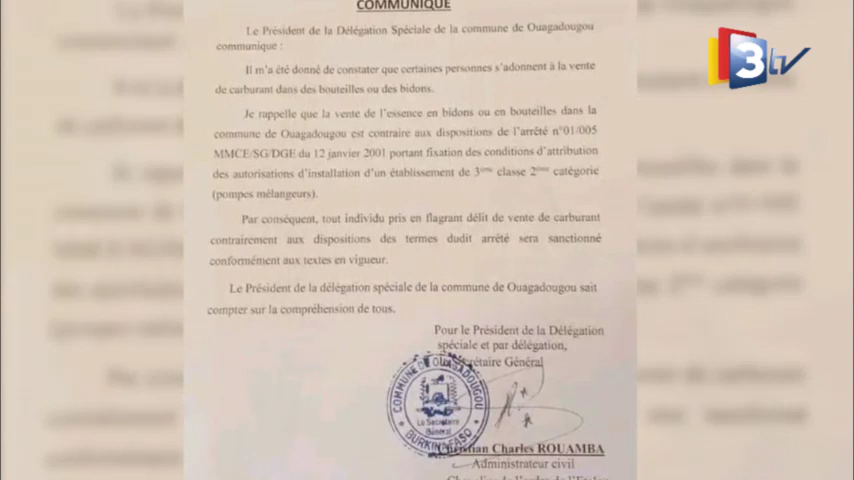 COMMUNIQUE
Le Président de la Délégation Spéciale de la commune de Ouagadougou
communique :
Il m'a été donné de constater que certaines personnes s'adonnent à la vente
de carburant dans des bouteilles ou des bidons.
Je rappelle que la vente de l'essence en bidons ou en bouteilles dans la
commune de Ouagadougou est contraire aux dispositions de l'arrêté n°01/005
MMCE/SG/DGE du 12 janvier 2001 portant fixation des conditions d'attribution
des autorisations d'installation d'un établissement de 3ème classe 2ème catégorie
(pompes mélangeurs).
Par conséquent, tout individu pris en flagrant délit de vente de carburant
contrairement aux dispositions des termes dudit arrêté sera sanctionné
conformément aux textes en vigueur.
Le Président de la délégation spéciale de la commune de Ouagadougou sait
compter sur la compréhension de tous.
Pour le Président de la Délégation
spéciale et par délégation,
Secrétaire Général
COMMUNE DE OUAGADOUGOU
Le Secrétaire
Général
BURKINA FASO
Christian Charles ROUAMBA
Administrateur civil
3tv